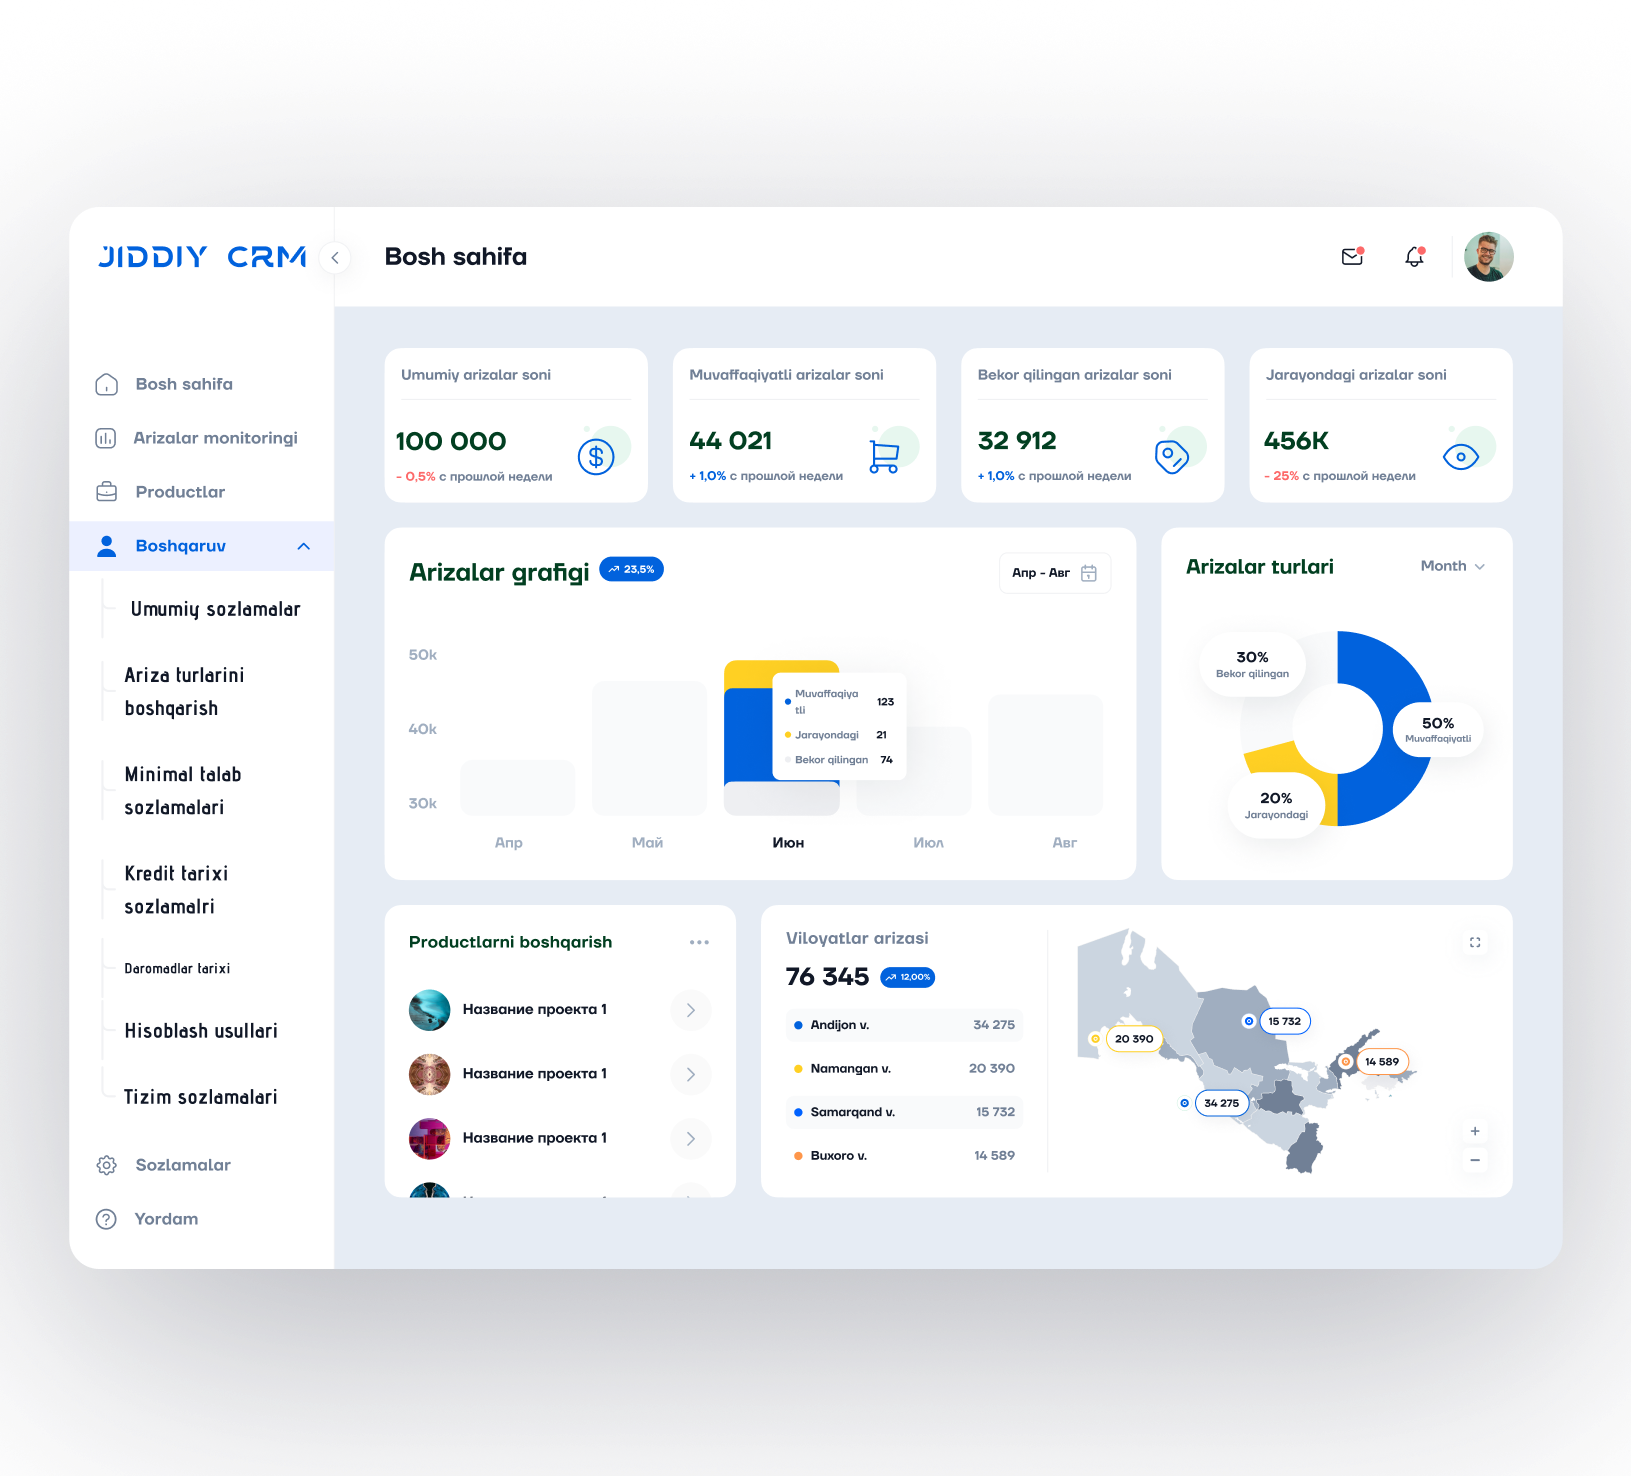 JIDDIY CRM
Bosh sahifa
Bosh sahifa
Arizalar monitoringi
Productlar
Boshqaruv
Umumiy sozlamalar
Ariza turlarini
boshqarish
Minimal talab
sozlamalari
Kredit tarixi
sozlamalri
Daromadlar tarixi
Hisoblash usullari
Tizim sozlamalari
Sozlamalar
Yordam
Umumiy arizalar soni
100 000
- 0,5% с прошлой недели
Muvaffaqiyatli arizalar soni
44 021
+ 1,0% с прошлой недели
Bekor qilingan arizalar soni
32 912
+ 1,0% с прошлой недели
Jarayondagi arizalar soni
456K
- 25% с прошлой недели
Arizalar grafigi
23,5%
Апр - Авг
50k
40k
30k
Muvaffaqiya
tli
123
Jarayondagi 21
Bekor qilingan 74
Апр
Май
Июн
Июл
Авг
Arizalar turlari
Month
30%
Bekor qilingan
50%
Muvaffaqiyatli
20%
Jarayondagi
Productlarni boshqarish
Название проекта 1
Название проекта 1
Название проекта 1
Viloyatlar arizasi
76 345
12,00%
Andijon v. 34 275
Namangan v. 20 390
Samarqand v. 15 732
Buxoro v. 14 589
15 732
20 390
14 589
34 275